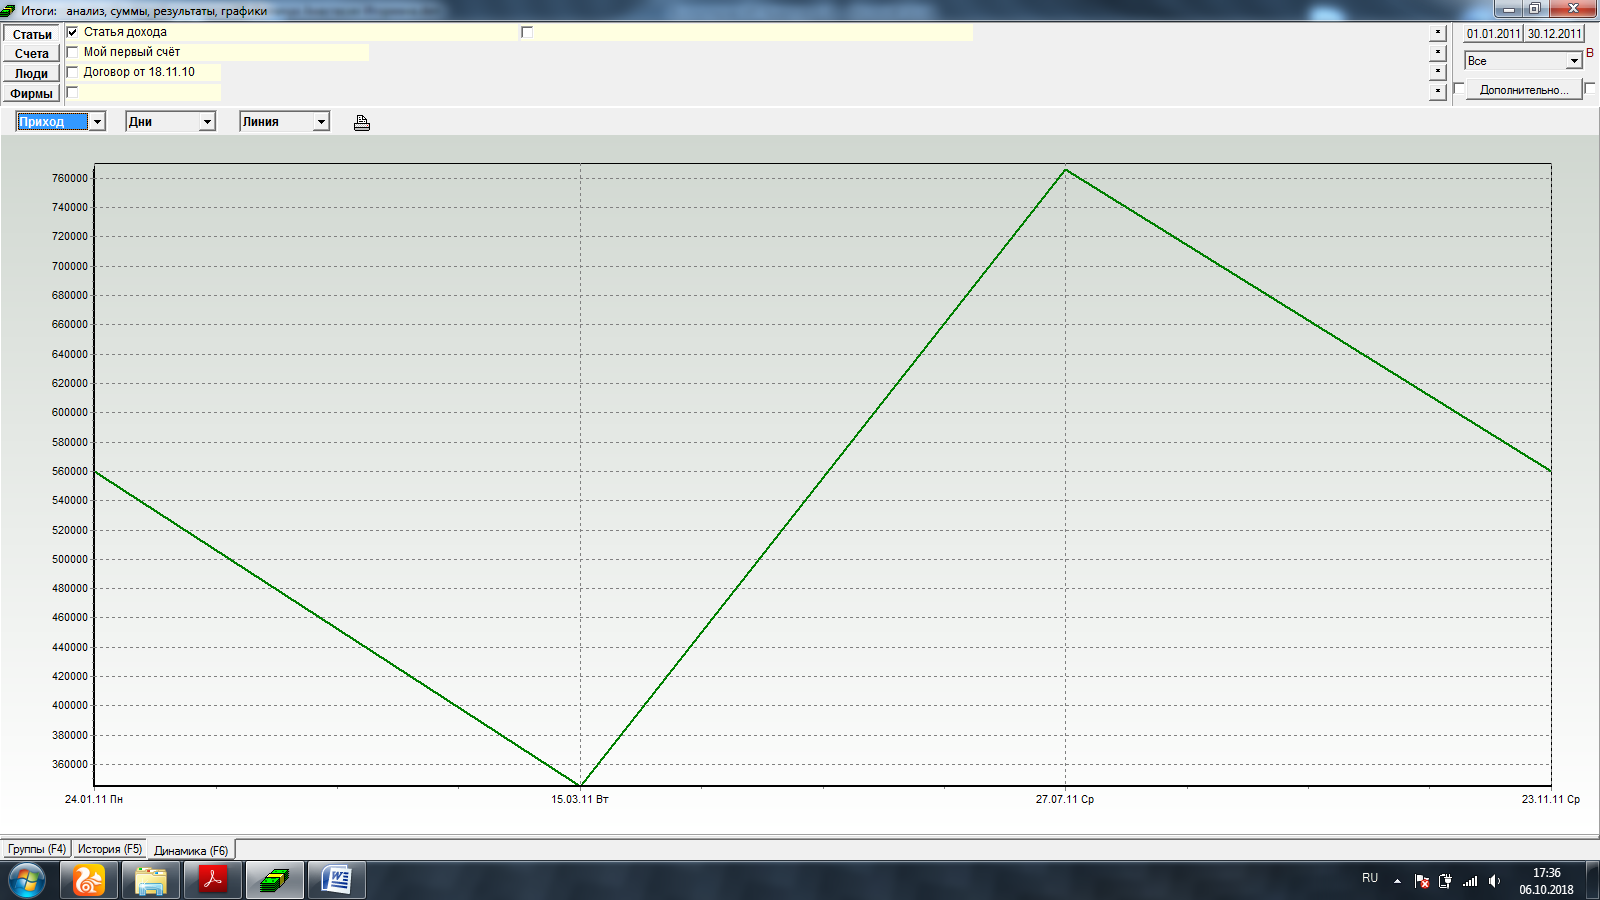 Итоги: анализ, суммы, результаты, графики
Статьи
Статья дохода
01.01.2011
30.12.2011
Счета
Мой первый счёт
Все
В
Люди
Договор от 18.11.10
Фирмы
Дополнительно...
Приход
Дни
Линия
760000
740000
720000
700000
680000
660000
640000
620000
600000
580000
560000
540000
520000
500000
480000
460000
440000
420000
400000
380000
360000
24.01.11 Пн
15.03.11 Вт
27.07.11 Ср
23.11.11 Ср
Группы (F4)
История (F5)
Динамика (F6)
RU
17:36
06.10.2018